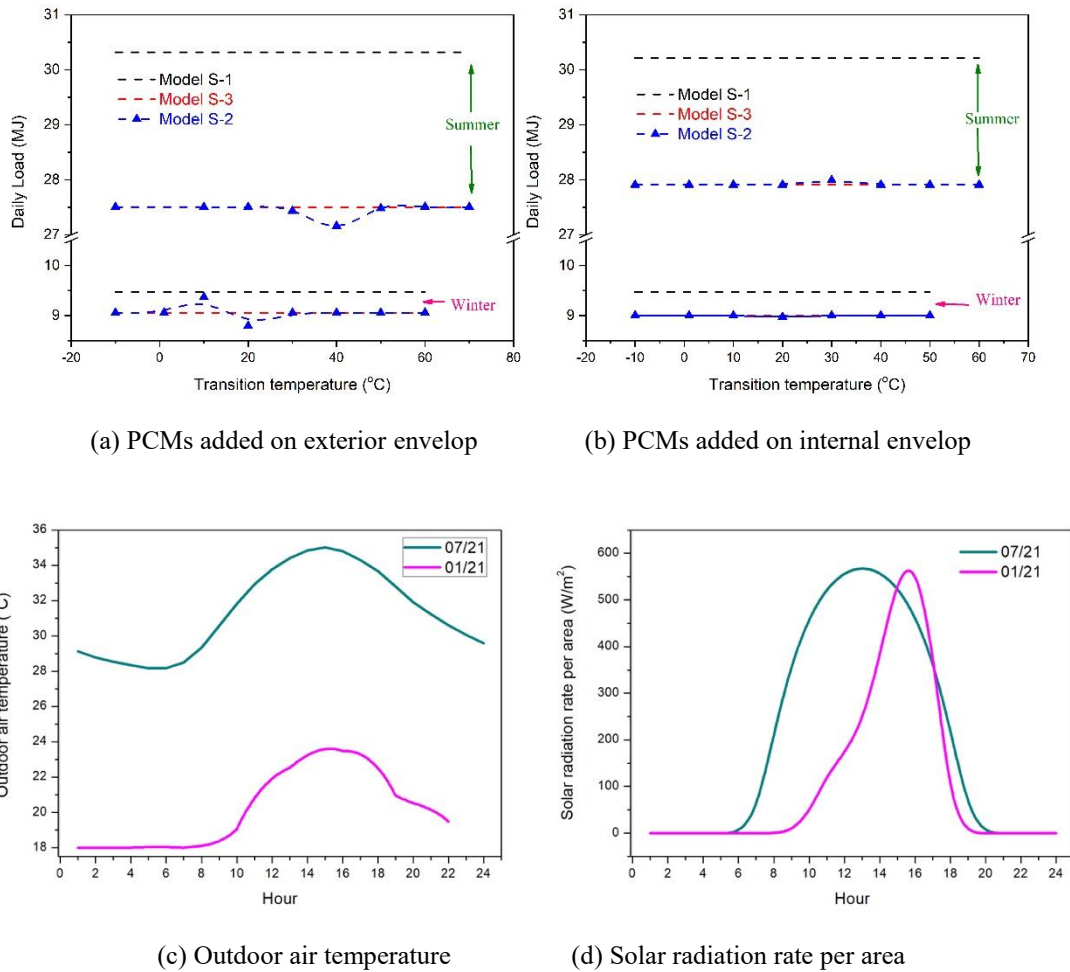 31
30
29
28
27
10
9
-20
0
20
40
60
80
Daily Load (MJ)
Transition temperature (°C)
Model S-1
Model S-3
Model S-2
Summer
Winter
31
30
29
28
27
10
9
-20
-10
0
10
20
30
40
50
60
70
Daily Load (MJ)
Transition temperature (°C)
Model S-1
Model S-3
Model S-2
Summer
Winter
(a) PCMs added on exterior envelop
(b) PCMs added on internal envelop
36
34
32
30
28
26
24
22
20
18
0 2 4 6 8 10 12 14 16 18 20 22 24
Outdoor air temperature (°C)
Hour
07/21
01/21
600
500
400
300
200
100
0
0 2 4 6 8 10 12 14 16 18 20 22 24
Solar radiation rate per area (W/m²)
Hour
07/21
01/21
(c) Outdoor air temperature
(d) Solar radiation rate per area